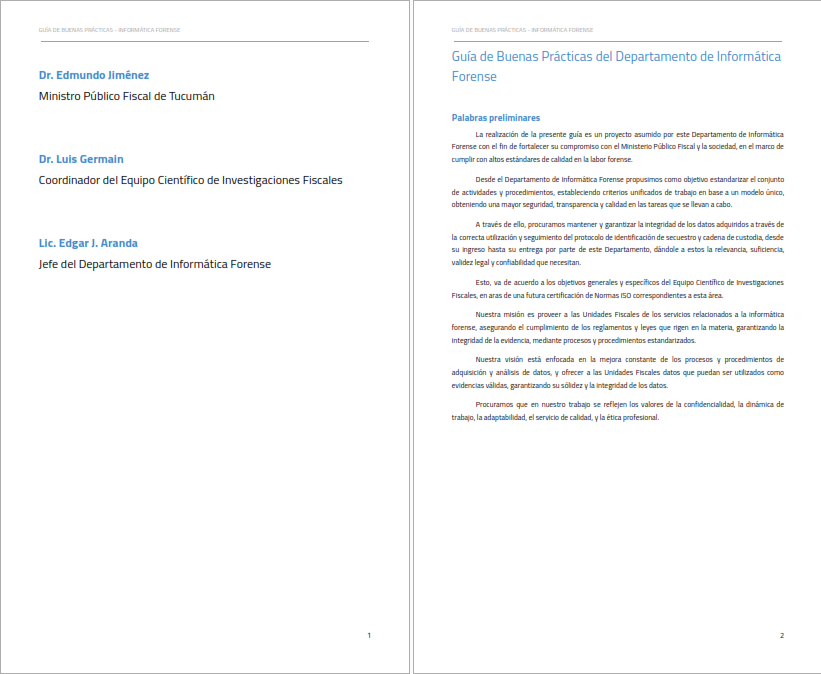 GUÍA DE BUENAS PRÁCTICAS – INFORMÁTICA FORENSE
Dr. Edmundo Jiménez
Ministro Público Fiscal de Tucumán
Dr. Luis Germain
Coordinador del Equipo Científico de Investigaciones Fiscales
Lic. Edgar J. Aranda
Jefe del Departamento de Informática Forense
1
GUÍA DE BUENAS PRÁCTICAS – INFORMÁTICA FORENSE
Guía de Buenas Prácticas del Departamento de Informática
Forense
Palabras preliminares
La realización de la presente guía es un proyecto asumido por este Departamento de Informática
Forense con el fin de fortalecer su compromiso con el Ministerio Público Fiscal y la sociedad, en el marco de
cumplir con altos estándares de calidad en la labor forense.
Desde el Departamento de Informática Forense propusimos como objetivo estandarizar el conjunto
de actividades y procedimientos, estableciendo criterios unificados de trabajo en base a un modelo único,
obteniendo una mayor seguridad, transparencia y calidad en las tareas que se llevan a cabo.
A través de ello, procuramos mantener y garantizar la integridad de los datos adquiridos a través de
la correcta utilización y seguimiento del protocolo de identificación de secuestro y cadena de custodia, desde
su ingreso hasta su entrega por parte de este Departamento, dándole a estos la relevancia, suficiencia,
validez legal y confiabilidad que necesitan.
Esto, va de acuerdo a los objetivos generales y específicos del Equipo Científico de Investigaciones
Fiscales, en aras de una futura certificación de Normas ISO correspondientes a esta área.
Nuestra misión es proveer a las Unidades Fiscales de los servicios relacionados a la informática
forense, asegurando el cumplimiento de los reglamentos y leyes que rigen en la materia, garantizando la
integridad de la evidencia, mediante procesos y procedimientos estandarizados.
Nuestra visión está enfocada en la mejora constante de los procesos y procedimientos de
adquisición y análisis de datos, y ofrecer a las Unidades Fiscales datos que puedan ser utilizados como
evidencias válidas, garantizando su sólidez y la integridad de los datos.
Procuramos que en nuestro trabajo se reflejen los valores de la confidencialidad, la dinámica de
trabajo, la adaptabilidad, el servicio de calidad, y la ética profesional.
2